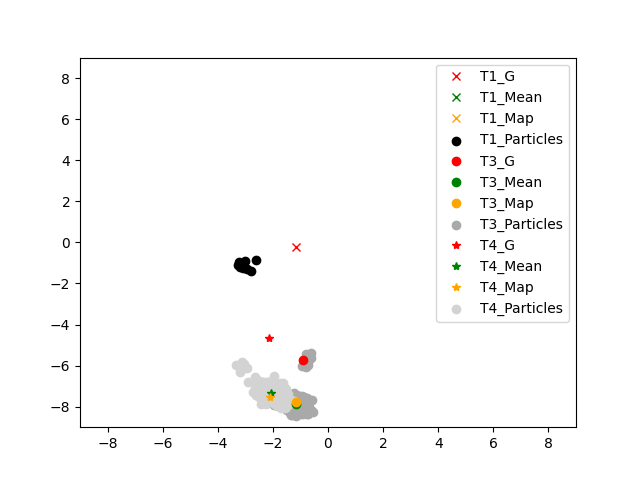 8
6
4
2
0
−2
−4
−6
−8
−8
−6
−4
−2
0
2
4
6
8
T1_G
T1_Mean
T1_Map
T1_Particles
T3_G
T3_Mean
T3_Map
T3_Particles
T4_G
T4_Mean
T4_Map
T4_Particles